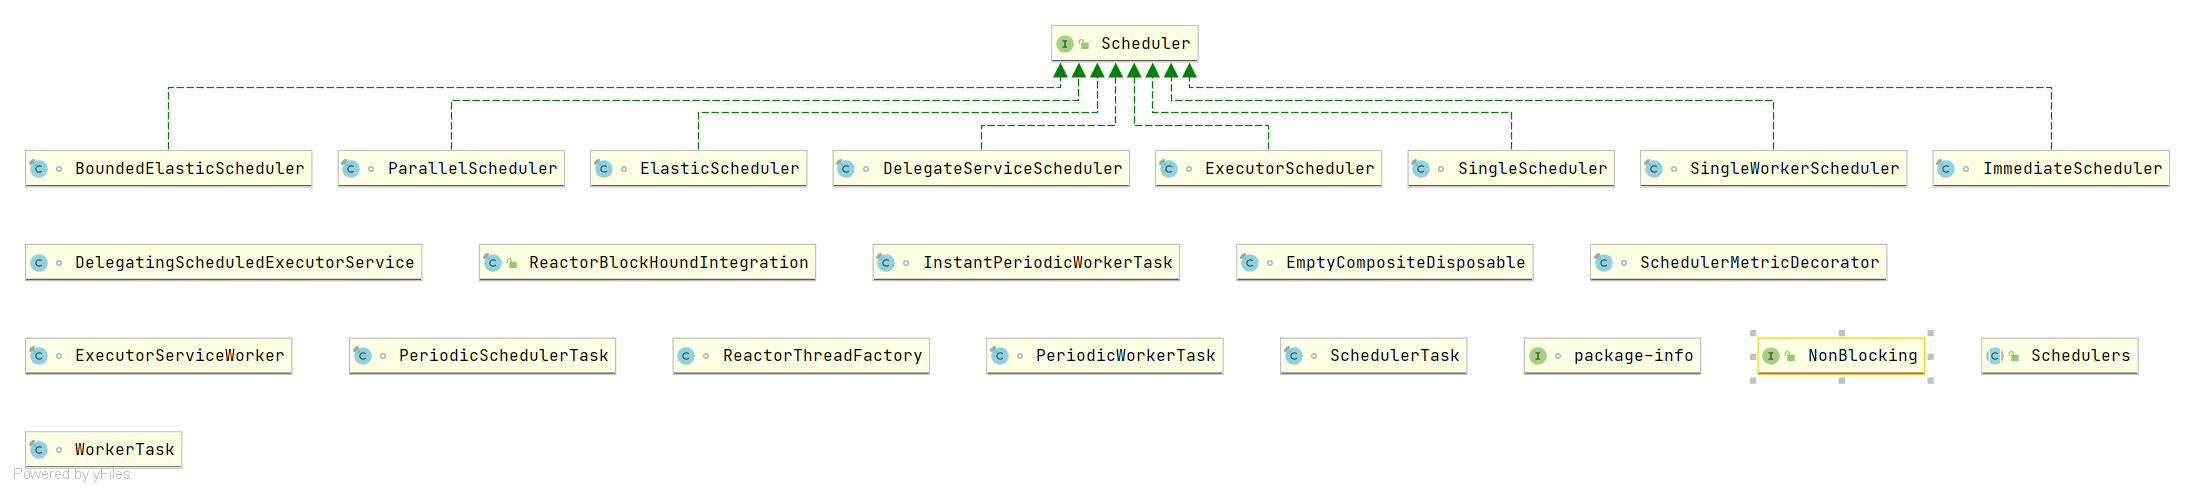 Scheduler
BoundedElasticScheduler ParallelScheduler ElasticScheduler DelegateServiceScheduler ExecutorScheduler SingleScheduler SingleWorkerScheduler ImmediateScheduler
DelegatingScheduledExecutorService ReactorBlockHoundIntegration InstantPeriodicWorkerTask EmptyCompositeDisposable SchedulerMetricDecorator
ExecutorServiceWorker PeriodicSchedulerTask ReactorThreadFactory PeriodicWorkerTask SchedulerTask package-info NonBlocking Schedulers
WorkerTask
Powered by yFiles